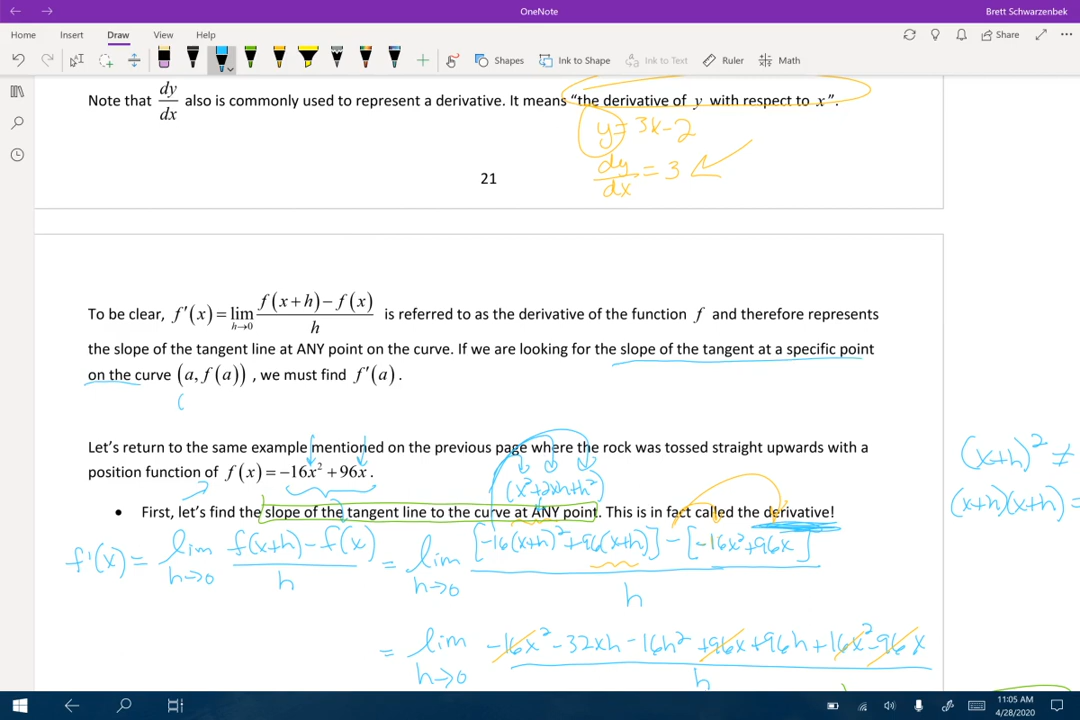 OneNote
Brett Schwarzenbek
Home Insert Draw View Help
Share
Shapes Ink to Shape Ink to Text Ruler Math
Note that dy/dx also is commonly used to represent a derivative. It means "the derivative of y with respect to x".
y = 3x-2
dy/dx = 3
21
To be clear, f'(x) = lim h→0 (f(x+h) − f(x))/h is referred to as the derivative of the function f and therefore represents
the slope of the tangent line at ANY point on the curve. If we are looking for the slope of the tangent at a specific point
on the curve (a, f(a)), we must find f'(a).
(
Let's return to the same example mentioned on the previous page where the rock was tossed straight upwards with a
position function of f(x) = −16x² + 96x.
(x²+2xh+h²)
(x+h)² ≠
(x+h)(x+h) =
• First, let's find the slope of the tangent line to the curve at ANY point. This is in fact called the derivative!
f'(x) = lim h→0 (f(x+h) − f(x))/h = lim h→0 ([-16(x+h)² + 96(x+h)] − [-16x²+96x])/h
= lim h→0 (-16x² - 32xh - 16h² + 96x + 96h + 16x² - 96x)/h
11:05 AM
4/28/2020